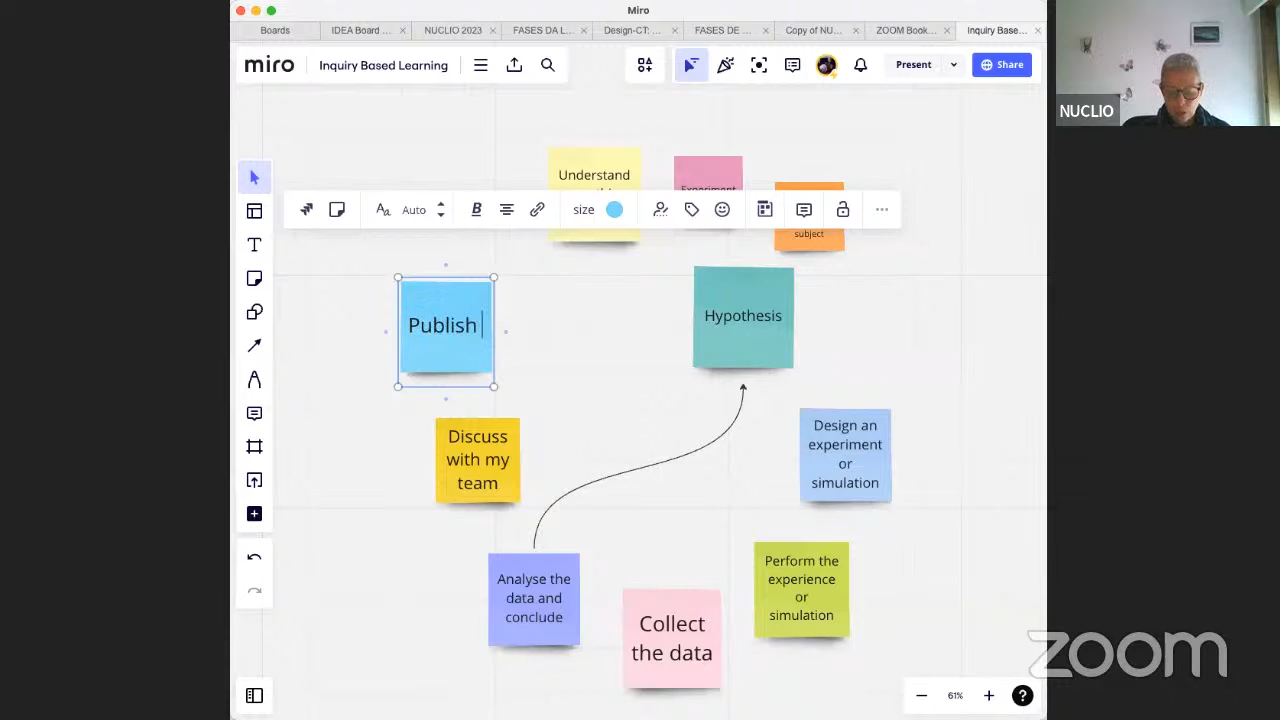 Miro
Boards
IDEA Board ...
NUCLIO 2023
FASES DA L...
Design-CT: ...
FASES DE ...
Copy of NU...
ZOOM Book...
Inquiry Base...
miro
Inquiry Based Learning
Present
Share
NUCLIO
Understand
Experiment
subject
Auto
B
size
Publish
Hypothesis
Discuss
with my
team
Design an
experiment
or
simulation
Analyse the
data and
conclude
Collect
the data
Perform the
experience
or
simulation
61%
?
zoom